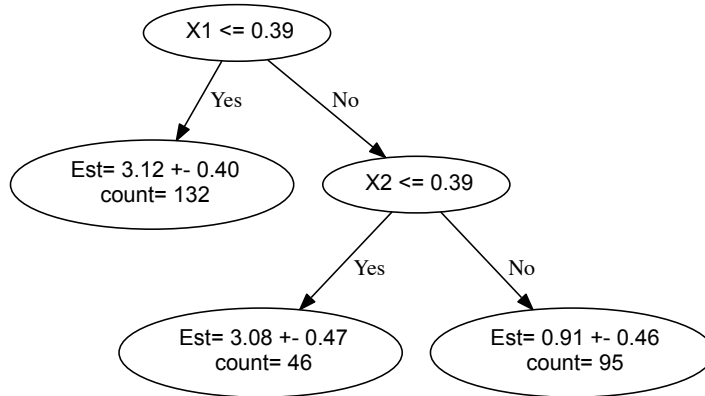 X1 <= 0.39
Yes
No
Est= 3.12 +- 0.40
count= 132
X2 <= 0.39
Yes
No
Est= 3.08 +- 0.47
count= 46
Est= 0.91 +- 0.46
count= 95